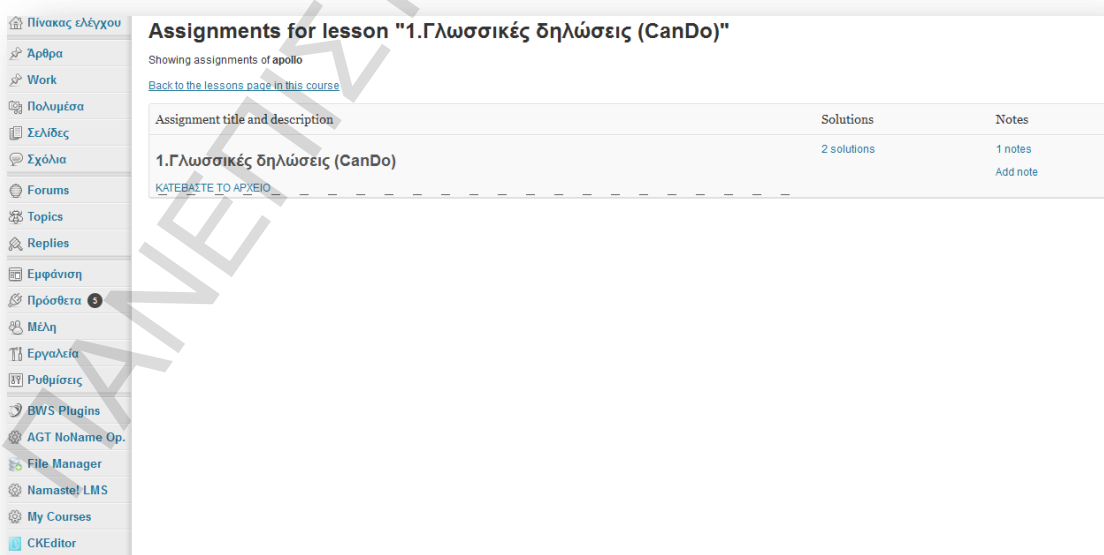 Πίνακας ελέγχου
Άρθρα
Work
Πολυμέσα
Σελίδες
Σχόλια
Forums
Topics
Replies
Εμφάνιση
Πρόσθετα 5
Μέλη
Εργαλεία
Ρυθμίσεις
BWS Plugins
AGT NoName Op.
File Manager
Namaste! LMS
My Courses
CKEditor
Assignments for lesson "1.Γλωσσικές δηλώσεις (CanDo)"
Showing assignments of apollo
Back to the lessons page in this course
Assignment title and description Solutions Notes
1.Γλωσσικές δηλώσεις (CanDo) 2 solutions 1 notes
Add note
ΚΑΤΕΒΑΣΤΕ ΤΟ ΑΡΧΕΙΟ
ΠΑΝΕΠΙΣ